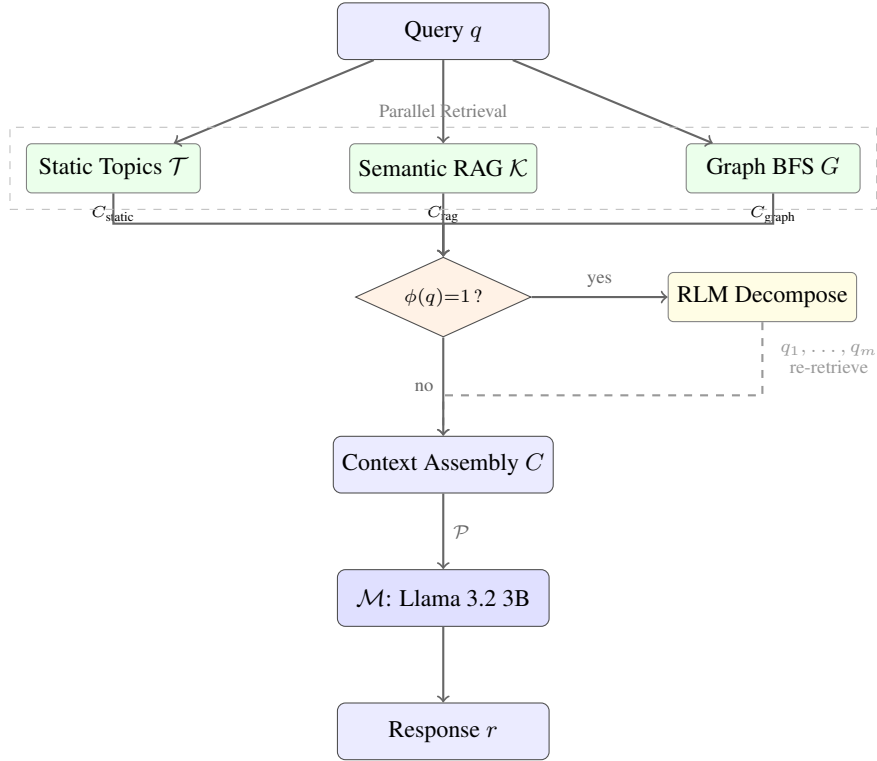 Query q
Parallel Retrieval
Static Topics 𝒯
Semantic RAG 𝒦
Graph BFS G
C_static
C_rag
C_graph
ϕ(q)=1?
yes
RLM Decompose
q_1, . . . , q_m
re-retrieve
no
Context Assembly C
𝒫
ℳ: Llama 3.2 3B
Response r